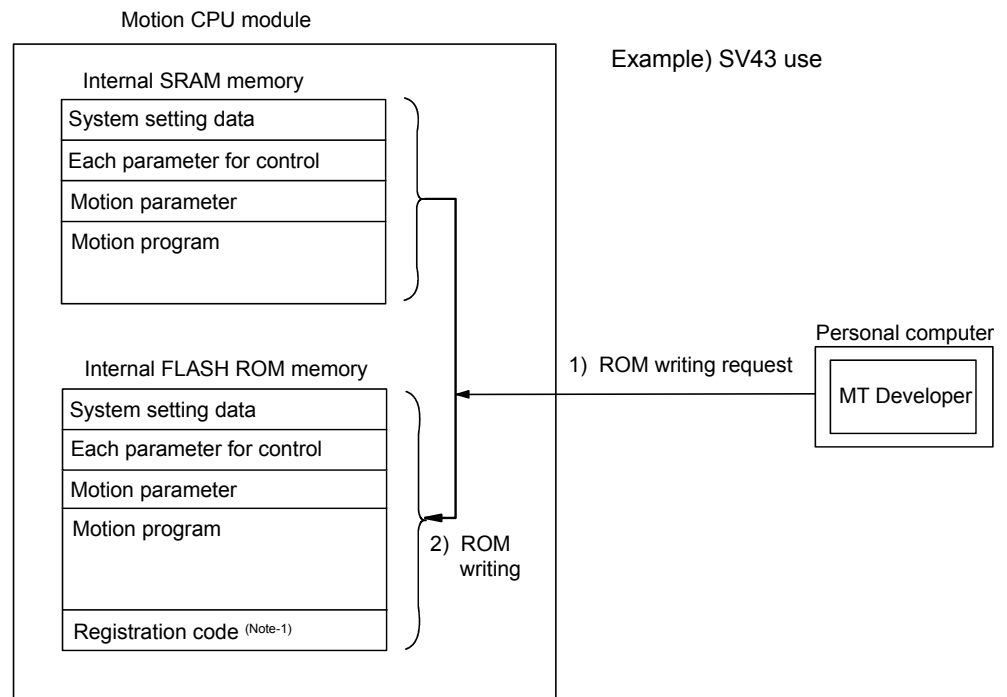 Motion CPU module
Example) SV43 use
Internal SRAM memory
System setting data
Each parameter for control
Motion parameter
Motion program
Personal computer
1) ROM writing request
MT Developer
Internal FLASH ROM memory
System setting data
Each parameter for control
Motion parameter
Motion program
2) ROM
writing
Registration code (Note-1)